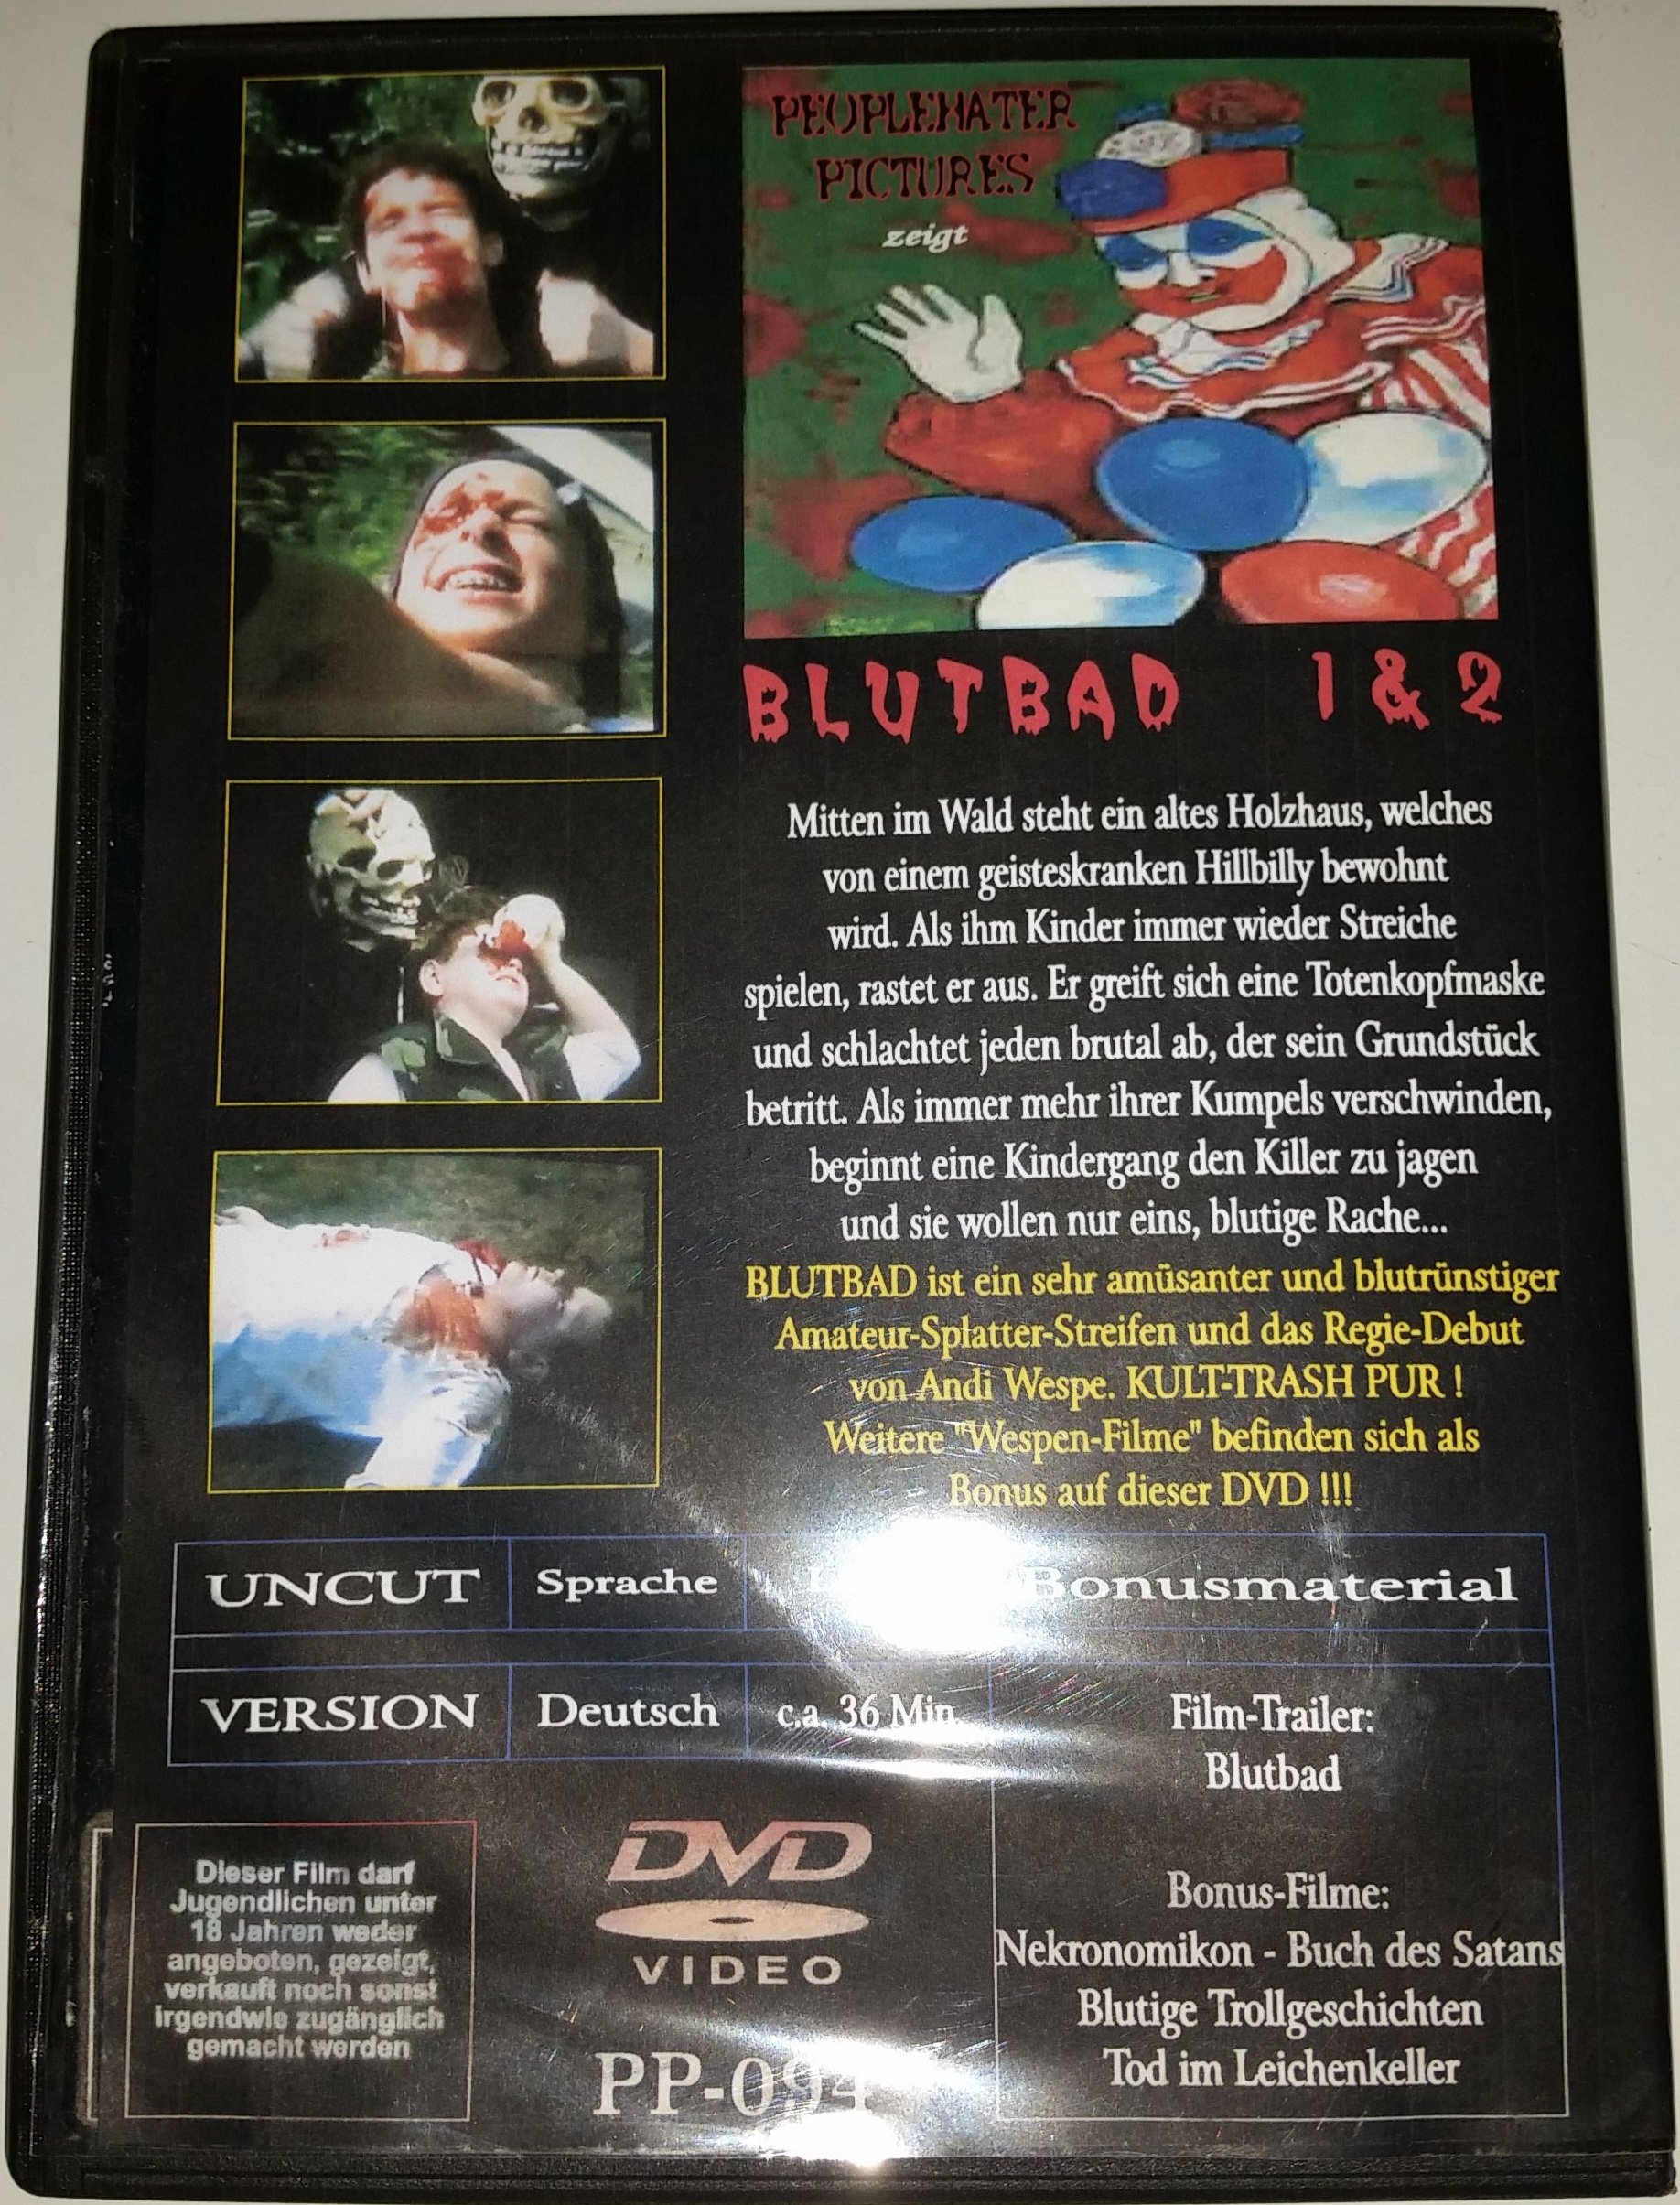 PEOPLEHATER
PICTURES
zeigt
BLUTBAD 1 & 2
Mitten im Wald steht ein altes Holzhaus, welches
von einem geisteskranken Hillbilly bewohnt
wird. Als ihm Kinder immer wieder Streiche
spielen, rastet er aus. Er greift sich eine Totenkopfmaske
und schlachtet jeden brutal ab, der sein Grundstück
betritt. Als immer mehr ihrer Kumpels verschwinden,
beginnt eine Kindergang den Killer zu jagen
und sie wollen nur eins, blutige Rache...
BLUTBAD ist ein sehr amüsanter und blutrünstiger
Amateur-Splatter-Streifen und das Regie-Debut
von Andi Wespe. KULT-TRASH PUR !
Weitere "Wespen-Filme" befinden sich als
Bonus auf dieser DVD !!!
UNCUT Sprache Bonusmaterial
VERSION Deutsch c.a. 36 Min.
Film-Trailer:
Blutbad
Bonus-Filme:
Nekronomikon - Buch des Satans
Blutige Trollgeschichten
Tod im Leichenkeller
Dieser Film darf
Jugendlichen unter
18 Jahren weder
angeboten, gezeigt,
verkauft noch sonst
irgendwie zugänglich
gemacht werden
DVD
VIDEO
PP-094